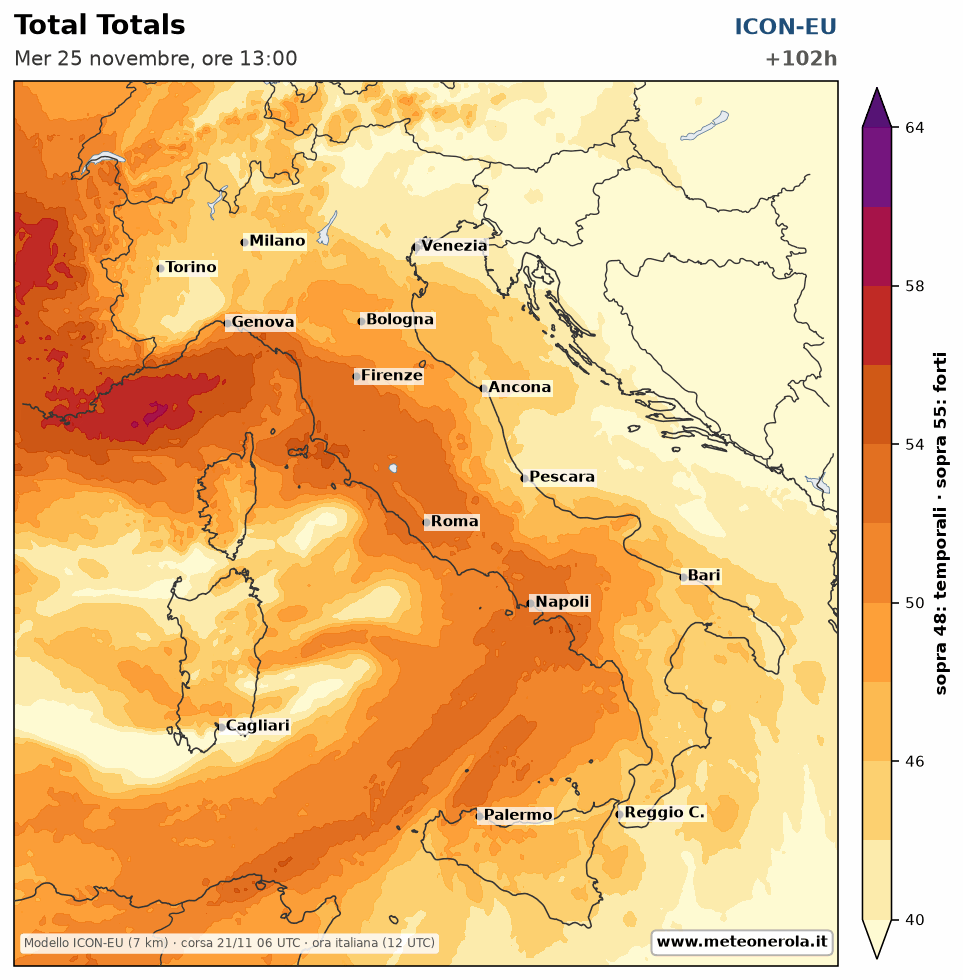 Total Totals
ICON-EU
Mer 25 novembre, ore 13:00
+102h
64
58
54
50
46
40
sopra 48: temporali · sopra 55: forti
Milano
Venezia
Torino
Genova
Bologna
Firenze
Ancona
Pescara
Roma
Bari
Napoli
Cagliari
Palermo
Reggio C.
Modello ICON-EU (7 km) · corsa 21/11 06 UTC · ora italiana (12 UTC)
www.meteonerola.it